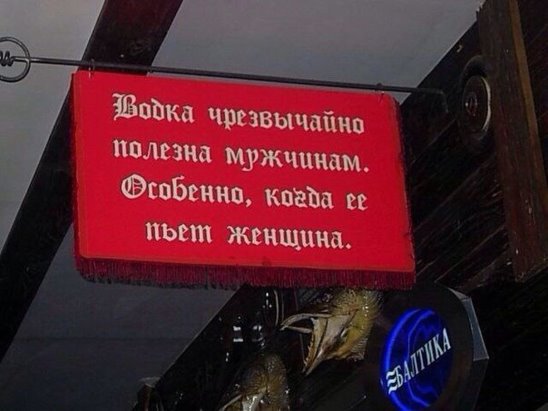 Водка чрезвычайно
полезна мужчинам.
Особенно, когда ее
пьет женщина.
БАЛТИКА